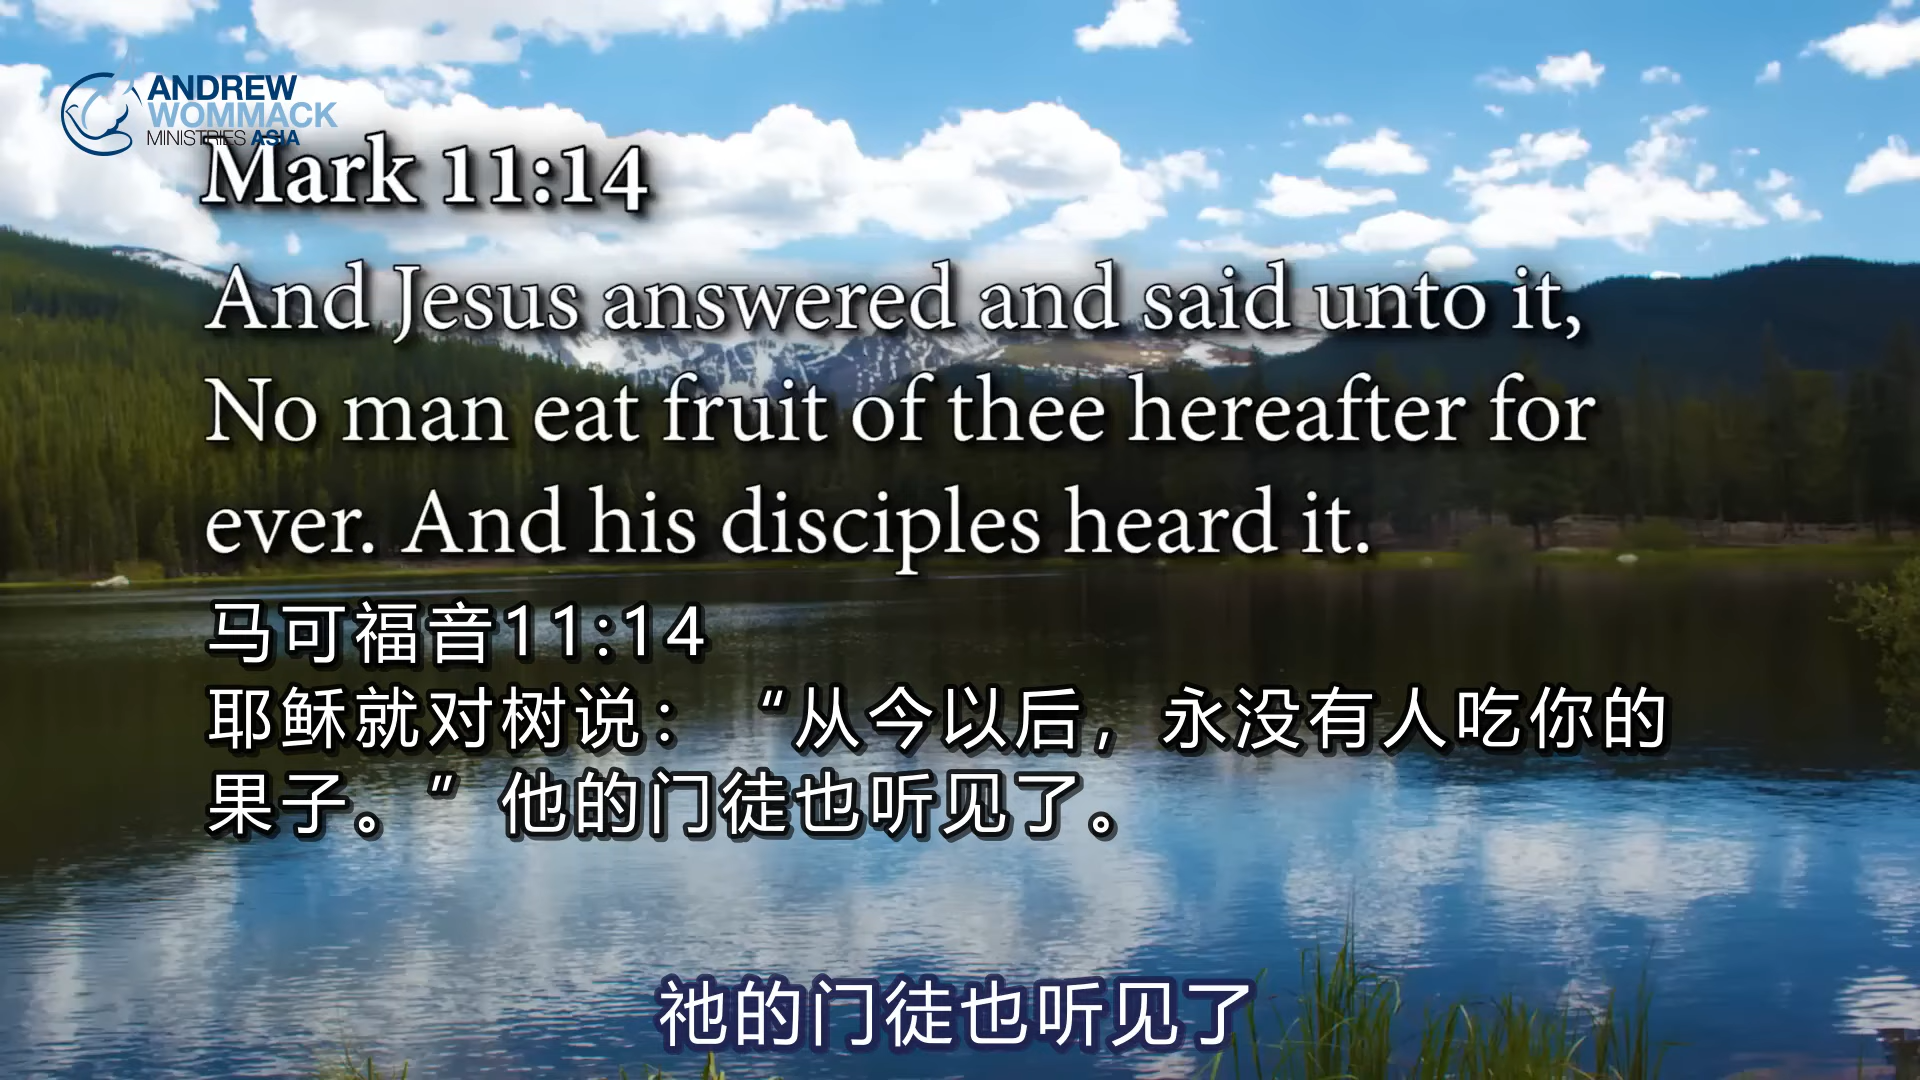 ANDREW
WOMMACK
MINISTRIES ASIA
Mark 11:14
And Jesus answered and said unto it,
No man eat fruit of thee hereafter for
ever. And his disciples heard it.
马可福音11:14
耶稣就对树说：“从今以后，永没有人吃你的
果子。”他的门徒也听见了。
祂的门徒也听见了